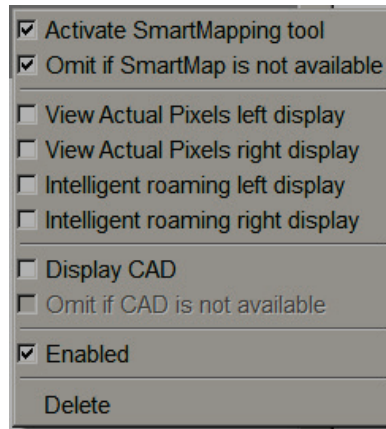 Activate SmartMapping tool
Omit if SmartMap is not available
View Actual Pixels left display
View Actual Pixels right display
Intelligent roaming left display
Intelligent roaming right display
Display CAD
Omit if CAD is not available
Enabled
Delete